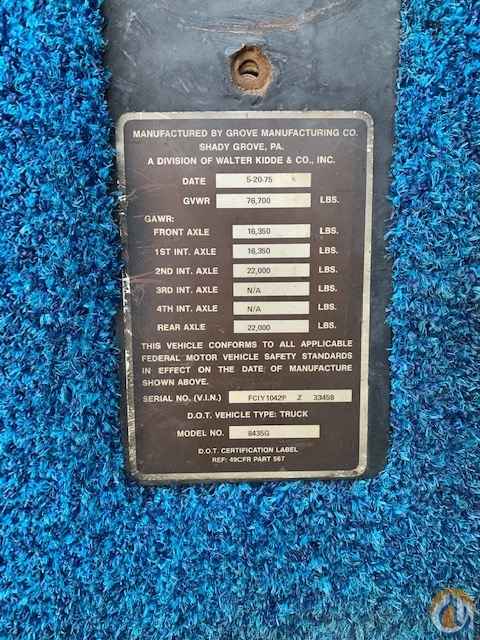 MANUFACTURED BY GROVE MANUFACTURING CO.
SHADY GROVE, PA.
A DIVISION OF WALTER KIDDE & CO., INC.
DATE 5-20-75
GVWR 76,700 LBS.
GAWR:
FRONT AXLE 16,350 LBS.
1ST INT. AXLE 16,350 LBS.
2ND INT. AXLE 22,000 LBS.
3RD INT. AXLE N/A LBS.
4TH INT. AXLE N/A LBS.
REAR AXLE 22,000 LBS.
THIS VEHICLE CONFORMS TO ALL APPLICABLE
FEDERAL MOTOR VEHICLE SAFETY STANDARDS
IN EFFECT ON THE DATE OF MANUFACTURE
SHOWN ABOVE.
SERIAL NO. (V.I.N.) Z 33458
D.O.T. VEHICLE TYPE: TRUCK
MODEL NO. 6435G
D.O.T. CERTIFICATION LABEL
REF: 49CFR PART 567